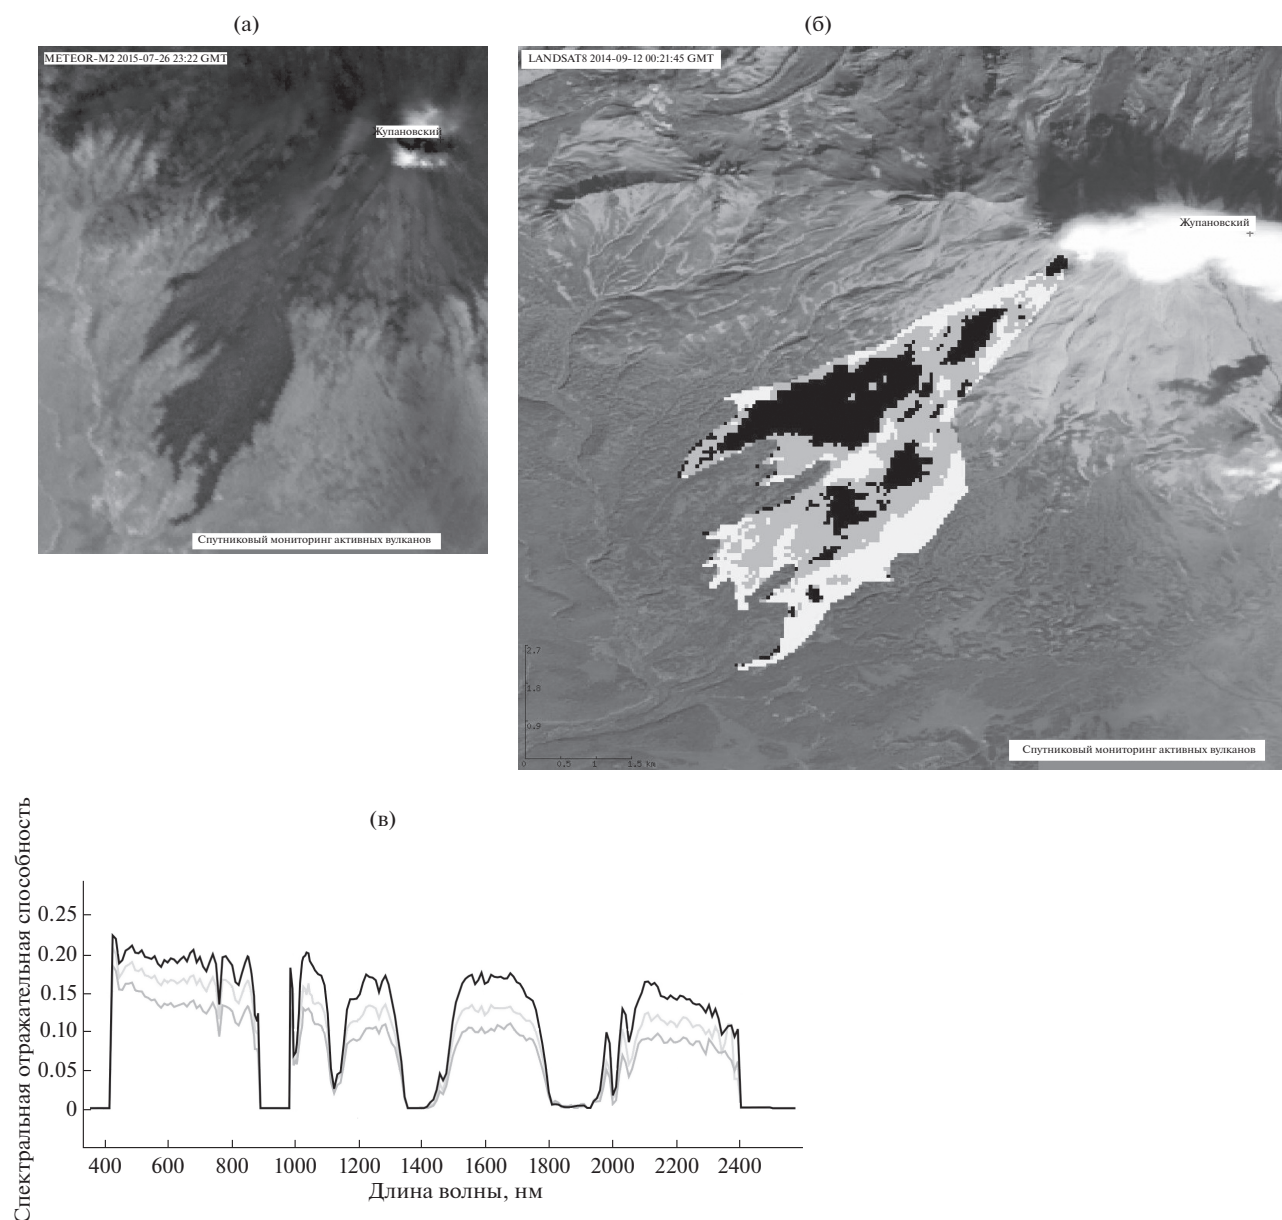 (а)
METEOR-M2 2015-07-26 23:22 GMT
Жупановский
Спутниковый мониторинг активных вулканов
(б)
LANDSAT8 2014-09-12 00:21:45 GMT
Жупановский
2.7
1.8
0.9
0 0.5 1 1.5 км
Спутниковый мониторинг активных вулканов
(в)
Спектральная отражательная способность
0.25
0.20
0.15
0.10
0.05
0
400 600 800 1000 1200 1400 1600 1800 2000 2200 2400
Длина волны, нм